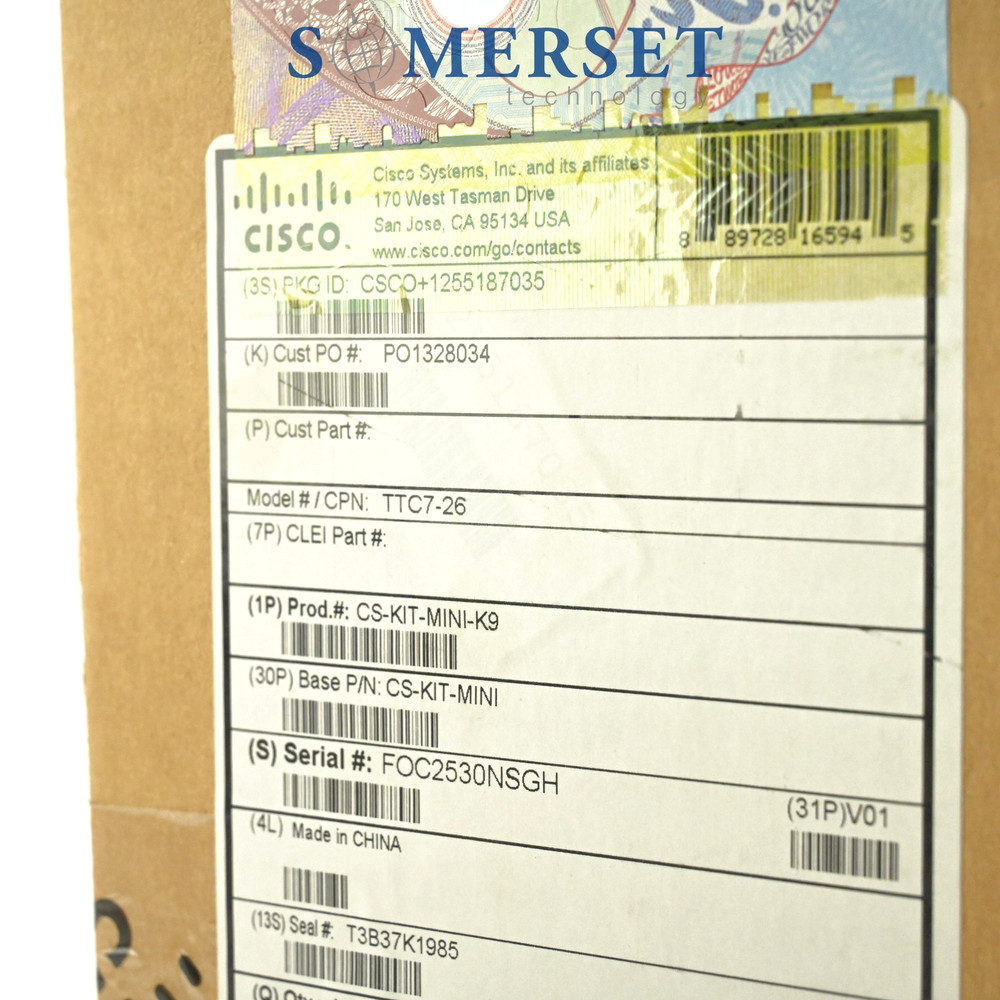 SOMERSET
technology
Cisco Systems, Inc. and its affiliates
170 West Tasman Drive
San Jose, CA 95134 USA
www.cisco.com/go/contacts
CISCO
8 89728 16594 5
(3S) PKG ID: CSCO+1255187035
(K) Cust PO #: PO1328034
(P) Cust Part #:
Model # / CPN: TTC7-26
(7P) CLEI Part #:
(1P) Prod.#: CS-KIT-MINI-K9
(30P) Base P/N: CS-KIT-MINI
(S) Serial #: FOC2530NSGH
(31P)V01
(4L) Made in CHINA
(13S) Seal #: T3B37K1985